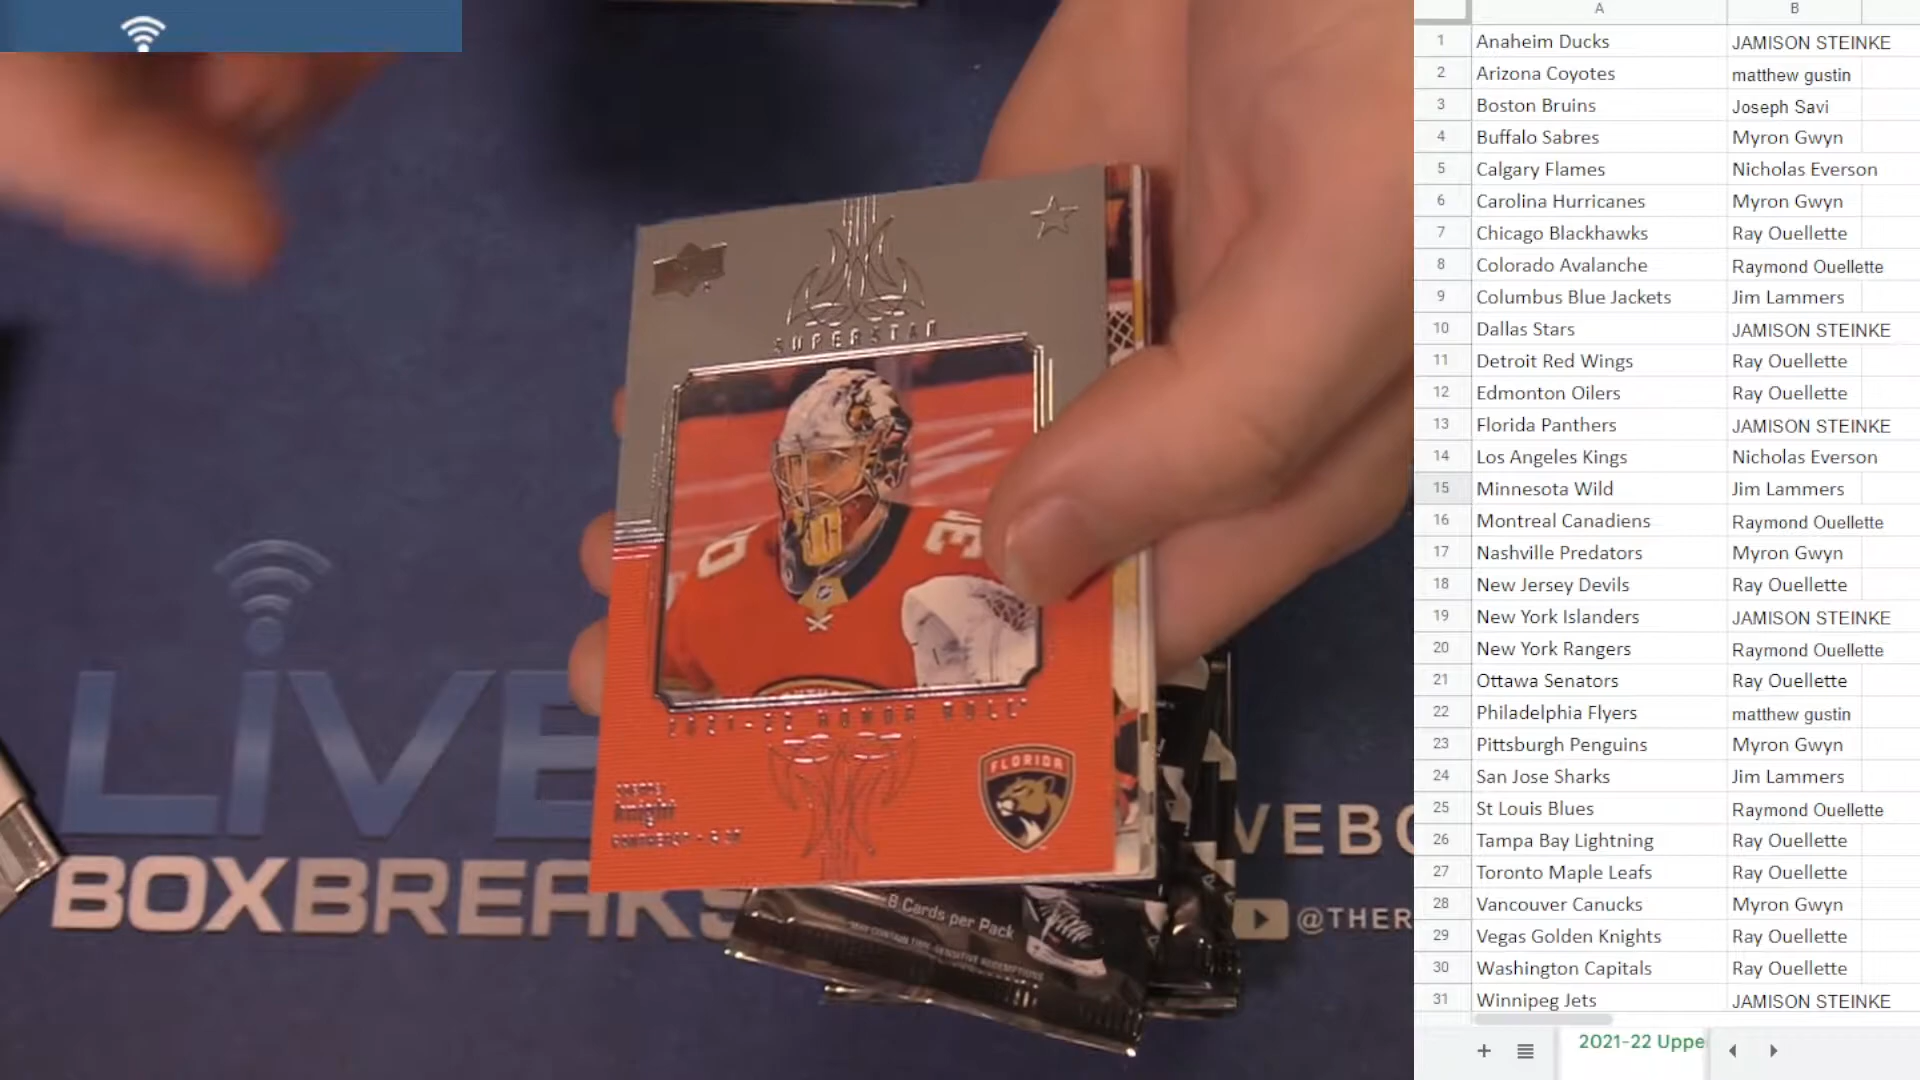 SUPERSTAR
30
2021-22 HONOR ROLL
knight
FLORIDA
LiVE
BOXBREAKS
8 Cards per Pack
MAY CONTAIN TIME-SENSITIVE REDEMPTIONS
VEBO
@THER
A B
1 Anaheim Ducks JAMISON STEINKE
2 Arizona Coyotes matthew gustin
3 Boston Bruins Joseph Savi
4 Buffalo Sabres Myron Gwyn
5 Calgary Flames Nicholas Everson
6 Carolina Hurricanes Myron Gwyn
7 Chicago Blackhawks Ray Ouellette
8 Colorado Avalanche Raymond Ouellette
9 Columbus Blue Jackets Jim Lammers
10 Dallas Stars JAMISON STEINKE
11 Detroit Red Wings Ray Ouellette
12 Edmonton Oilers Ray Ouellette
13 Florida Panthers JAMISON STEINKE
14 Los Angeles Kings Nicholas Everson
15 Minnesota Wild Jim Lammers
16 Montreal Canadiens Raymond Ouellette
17 Nashville Predators Myron Gwyn
18 New Jersey Devils Ray Ouellette
19 New York Islanders JAMISON STEINKE
20 New York Rangers Raymond Ouellette
21 Ottawa Senators Ray Ouellette
22 Philadelphia Flyers matthew gustin
23 Pittsburgh Penguins Myron Gwyn
24 San Jose Sharks Jim Lammers
25 St Louis Blues Raymond Ouellette
26 Tampa Bay Lightning Ray Ouellette
27 Toronto Maple Leafs Ray Ouellette
28 Vancouver Canucks Myron Gwyn
29 Vegas Golden Knights Ray Ouellette
30 Washington Capitals Ray Ouellette
31 Winnipeg Jets JAMISON STEINKE
2021-22 Uppe